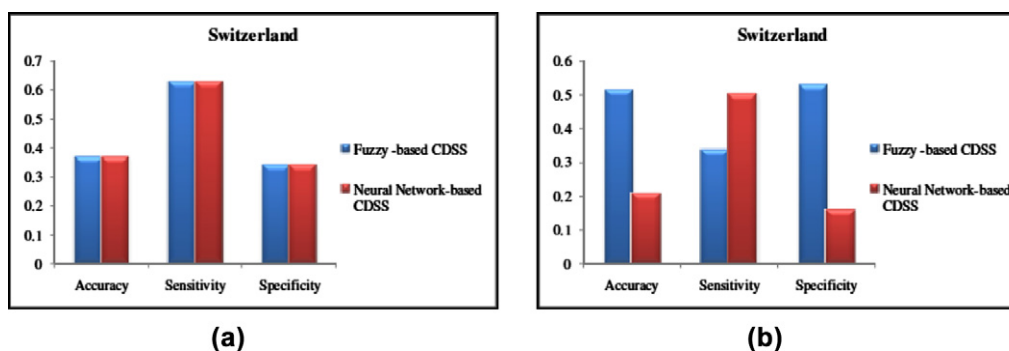 Switzerland
0.7
0.6
0.5
0.4
0.3
0.2
0.1
0
Accuracy
Sensitivity
Specificity
Fuzzy -based CDSS
Neural Network-based
CDSS
(a)
Switzerland
0.6
0.5
0.4
0.3
0.2
0.1
0
Accuracy
Sensitivity
Specificity
Fuzzy -based CDSS
Neural Network-based
CDSS
(b)